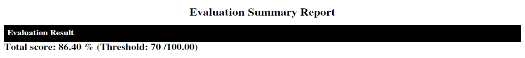 Evaluation Summary Report
Evaluation Result
Total score: 86.40 % (Threshold: 70 /100.00)